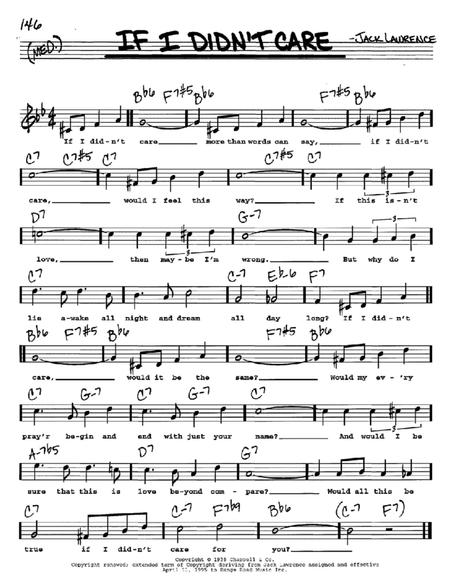 146
(MED.)
IF I DIDN'T CARE
-JACK LAWRENCE
Bb6 F7#5 Bb6 F7#5 Bb6
If I did-n't care, more than words can say, if I did-n't
C7 C7#5 C7 C7#5 C7
care, would I feel this way? If this is-n't
D7 G-7
love, then may-be I'm wrong. But why do I
C7 C-7 Eb-6 F7
lie a-wake all night and dream all day long? If I did-n't
Bb6 F7#5 Bb6 F7#5 Bb6
care, would it be the same? Would my ev-'ry
C7 G-7 C7 G-7 C7
pray'r be-gin and end with just your name? And would I be
A-7b5 D7 G7
sure that this is love be-yond com-pare? Would all this be
C7 C-7 F7b9 Bb6 (C-7 F7)
true if I did-n't care for you?
Copyright © 1939 Chappell & Co.
Copyright renewed; extended term of Copyright deriving from Jack Lawrence assigned and effective
April 11, 1995 to Range Road Music Inc.